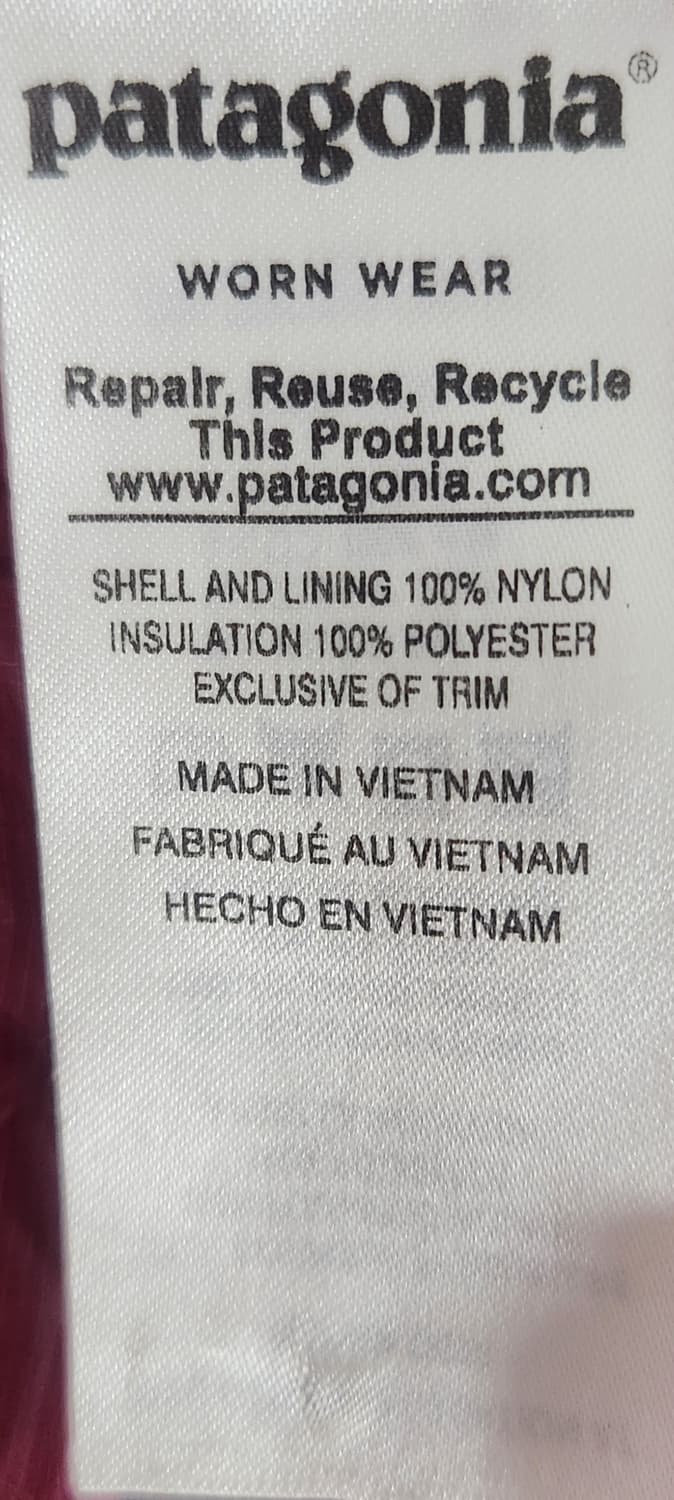 patagonia®
WORN WEAR
Repair, Reuse, Recycle
This Product
www.patagonia.com
SHELL AND LINING 100% NYLON
INSULATION 100% POLYESTER
EXCLUSIVE OF TRIM
MADE IN VIETNAM
FABRIQUÉ AU VIETNAM
HECHO EN VIETNAM